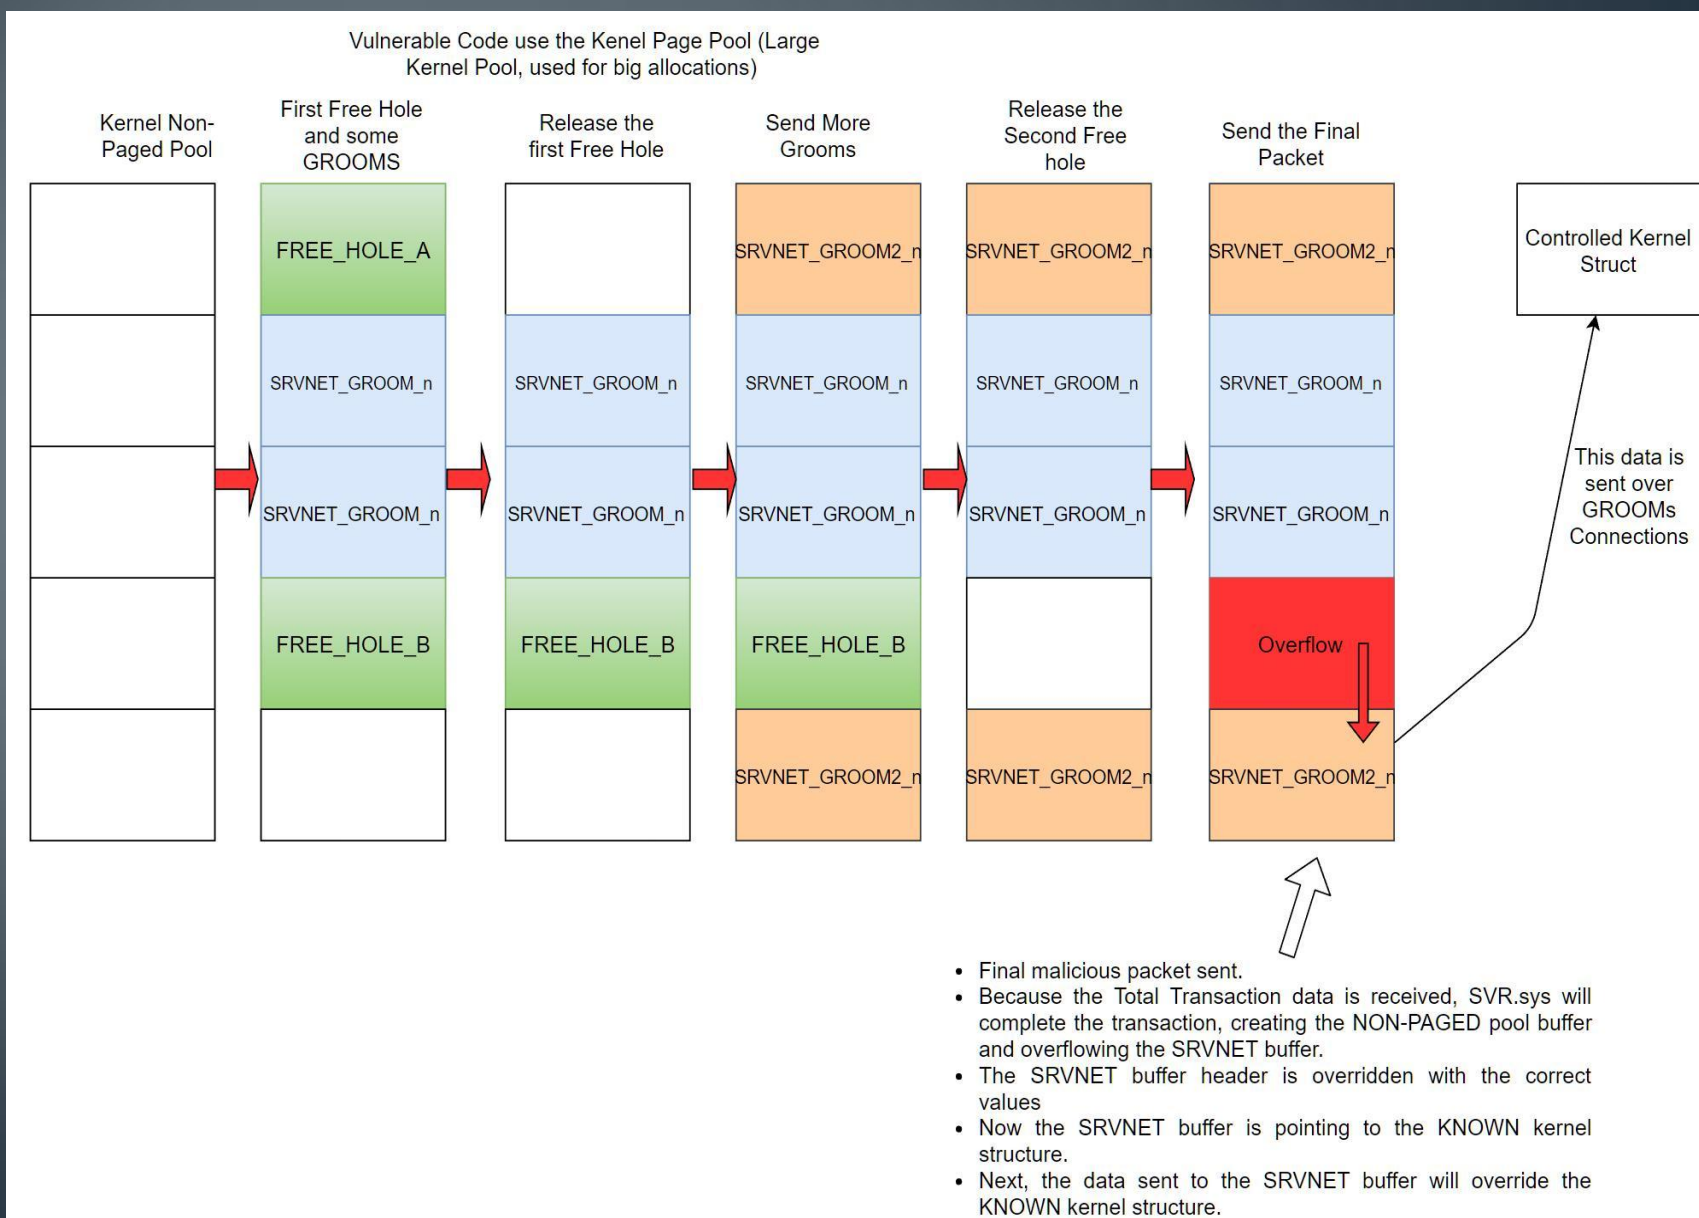 Vulnerable Code use the Kenel Page Pool (Large
Kernel Pool, used for big allocations)
Kernel Non-
Paged Pool
First Free Hole
and some
GROOMS
Release the
first Free Hole
Send More
Grooms
Release the
Second Free
hole
Send the Final
Packet
FREE_HOLE_A
SRVNET_GROOM2_n
SRVNET_GROOM2_n
SRVNET_GROOM2_n
Controlled Kernel
Struct
SRVNET_GROOM_n
SRVNET_GROOM_n
SRVNET_GROOM_n
SRVNET_GROOM_n
SRVNET_GROOM_n
This data is
sent over
GROOMs
Connections
SRVNET_GROOM_n
SRVNET_GROOM_n
SRVNET_GROOM_n
SRVNET_GROOM_n
SRVNET_GROOM_n
FREE_HOLE_B
FREE_HOLE_B
FREE_HOLE_B
Overflow
SRVNET_GROOM2_n
SRVNET_GROOM2_n
SRVNET_GROOM2_n
• Final malicious packet sent.
• Because the Total Transaction data is received, SVR.sys will
complete the transaction, creating the NON-PAGED pool buffer
and overflowing the SRVNET buffer.
• The SRVNET buffer header is overridden with the correct
values
• Now the SRVNET buffer is pointing to the KNOWN kernel
structure.
• Next, the data sent to the SRVNET buffer will override the
KNOWN kernel structure.